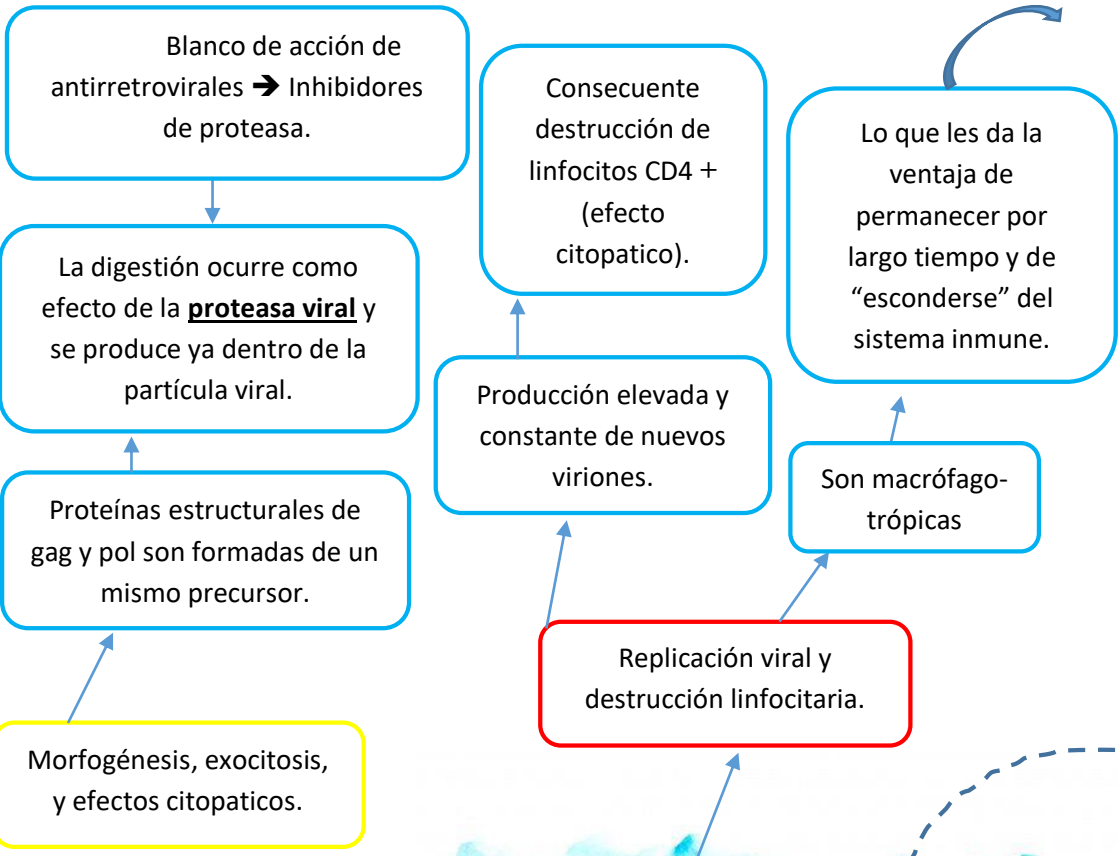 Blanco de acción de
antirretrovirales ➔ Inhibidores
de proteasa.
La digestión ocurre como
efecto de la proteasa viral y
se produce ya dentro de la
partícula viral.
Proteínas estructurales de
gag y pol son formadas de un
mismo precursor.
Morfogénesis, exocitosis,
y efectos citopaticos.
Consecuente
destrucción de
linfocitos CD4 +
(efecto
citopatico).
Producción elevada y
constante de nuevos
viriones.
Replicación viral y
destrucción linfocitaria.
Lo que les da la
ventaja de
permanecer por
largo tiempo y de
“esconderse” del
sistema inmune.
Son macrófago-
trópicas